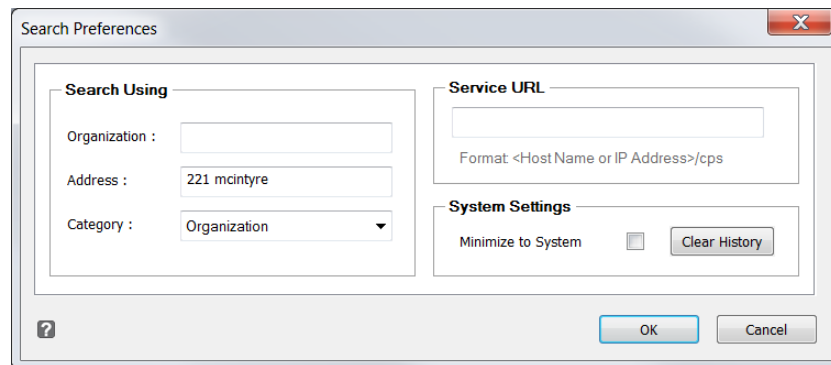 Search Preferences
X
Search Using
Organization :
Address :
221 mcintyre
Category :
Organization
Service URL
Format <Host Name or IP Address>/cps
System Settings
Minimize to System
Clear History
?
OK
Cancel